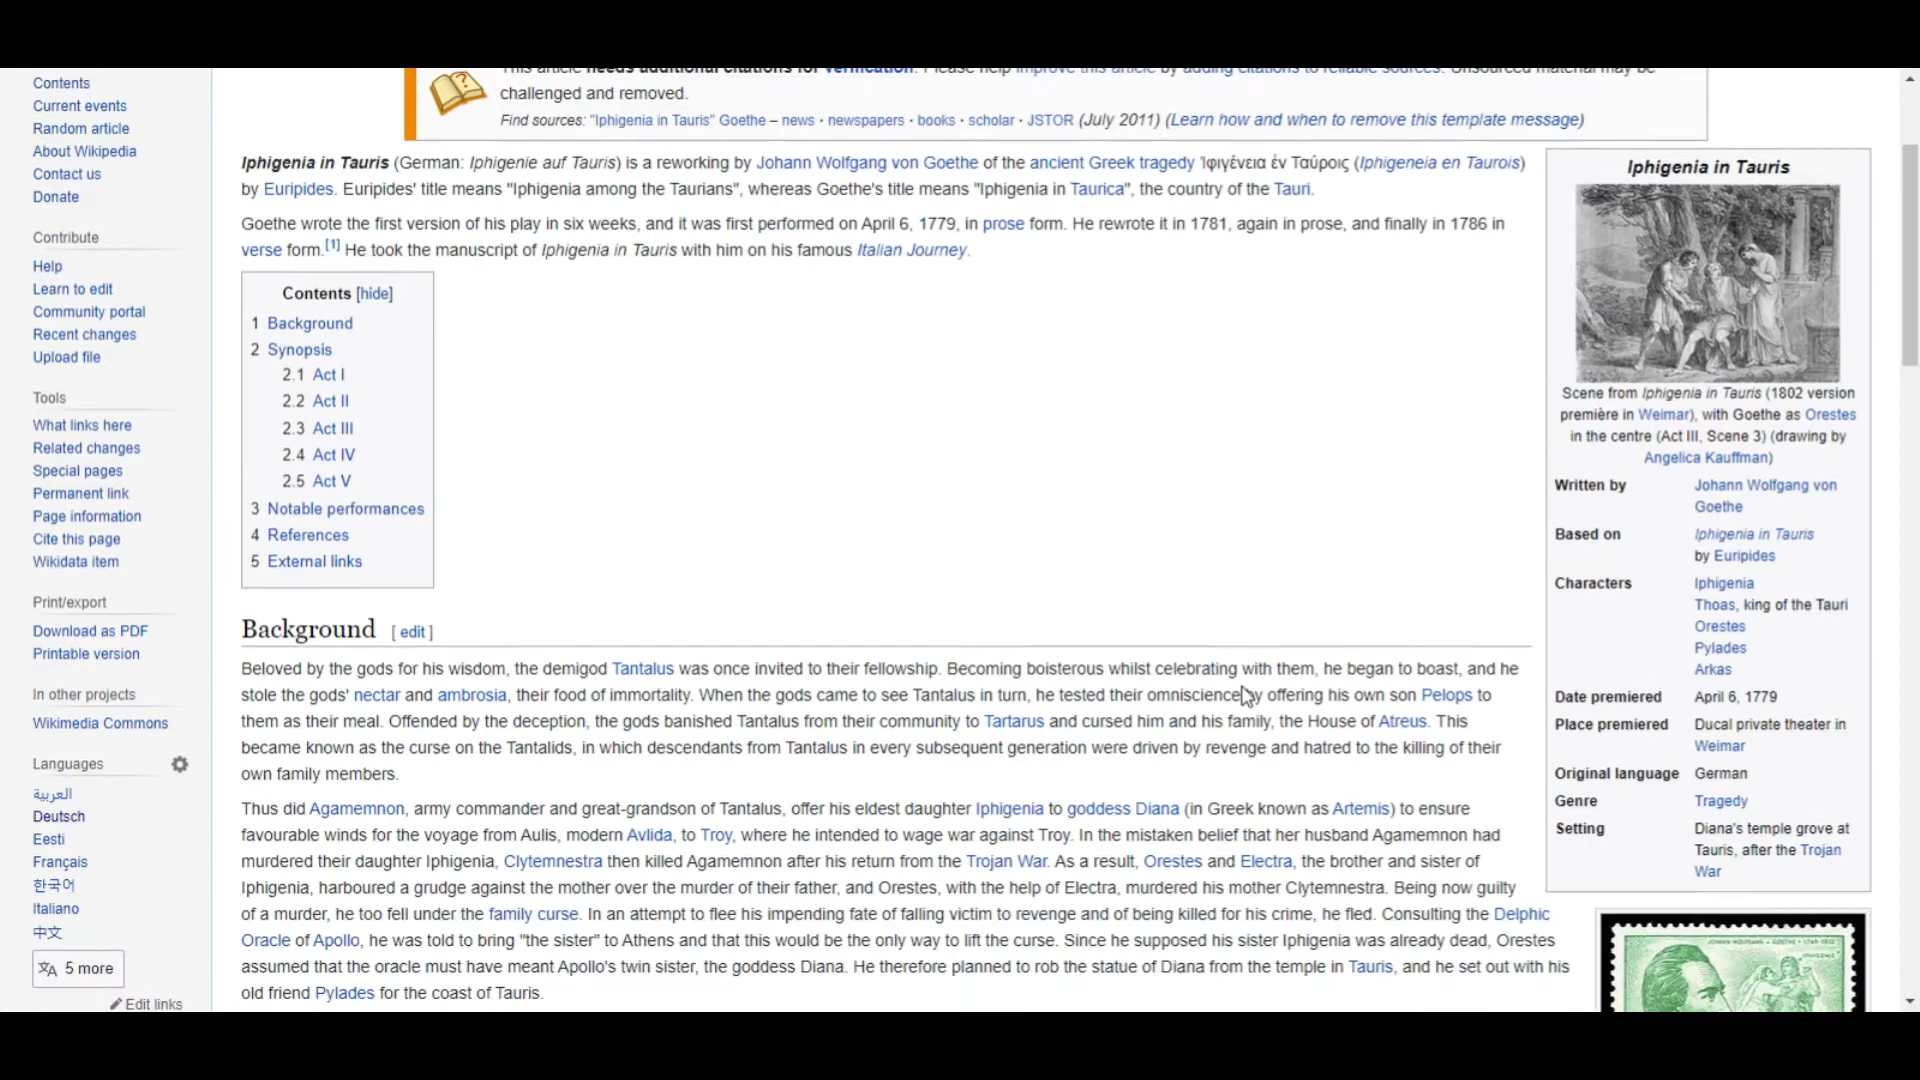 Contents
Current events
Random article
About Wikipedia
Contact us
Donate
Contribute
Help
Learn to edit
Community portal
Recent changes
Upload file
Tools
What links here
Related changes
Special pages
Permanent link
Page information
Cite this page
Wikidata item
Print/export
Download as PDF
Printable version
In other projects
Wikimedia Commons
Languages
العربية
Deutsch
Eesti
Français
한국어
Italiano
中文
5 more
Edit links
This article needs additional citations for verification. Please help improve this article by adding citations to reliable sources. Unsourced material may be
challenged and removed.
Find sources: "Iphigenia in Tauris" Goethe – news · newspapers · books · scholar · JSTOR (July 2011) (Learn how and when to remove this template message)
Iphigenia in Tauris (German: Iphigenie auf Tauris) is a reworking by Johann Wolfgang von Goethe of the ancient Greek tragedy Ἰφιγένεια ἐν Ταύροις (Iphigeneia en Taurois)
by Euripides. Euripides' title means "Iphigenia among the Taurians", whereas Goethe's title means "Iphigenia in Taurica", the country of the Tauri.
Goethe wrote the first version of his play in six weeks, and it was first performed on April 6, 1779, in prose form. He rewrote it in 1781, again in prose, and finally in 1786 in
verse form.[1] He took the manuscript of Iphigenia in Tauris with him on his famous Italian Journey.
Contents [hide]
1 Background
2 Synopsis
2.1 Act I
2.2 Act II
2.3 Act III
2.4 Act IV
2.5 Act V
3 Notable performances
4 References
5 External links
Background [ edit ]
Beloved by the gods for his wisdom, the demigod Tantalus was once invited to their fellowship. Becoming boisterous whilst celebrating with them, he began to boast, and he
stole the gods' nectar and ambrosia, their food of immortality. When the gods came to see Tantalus in turn, he tested their omniscience by offering his own son Pelops to
them as their meal. Offended by the deception, the gods banished Tantalus from their community to Tartarus and cursed him and his family, the House of Atreus. This
became known as the curse on the Tantalids, in which descendants from Tantalus in every subsequent generation were driven by revenge and hatred to the killing of their
own family members.
Thus did Agamemnon, army commander and great-grandson of Tantalus, offer his eldest daughter Iphigenia to goddess Diana (in Greek known as Artemis) to ensure
favourable winds for the voyage from Aulis, modern Avlida, to Troy, where he intended to wage war against Troy. In the mistaken belief that her husband Agamemnon had
murdered their daughter Iphigenia, Clytemnestra then killed Agamemnon after his return from the Trojan War. As a result, Orestes and Electra, the brother and sister of
Iphigenia, harboured a grudge against the mother over the murder of their father, and Orestes, with the help of Electra, murdered his mother Clytemnestra. Being now guilty
of a murder, he too fell under the family curse. In an attempt to flee his impending fate of falling victim to revenge and of being killed for his crime, he fled. Consulting the Delphic
Oracle of Apollo, he was told to bring "the sister" to Athens and that this would be the only way to lift the curse. Since he supposed his sister Iphigenia was already dead, Orestes
assumed that the oracle must have meant Apollo's twin sister, the goddess Diana. He therefore planned to rob the statue of Diana from the temple in Tauris, and he set out with his
old friend Pylades for the coast of Tauris.
Iphigenia in Tauris
Scene from Iphigenia in Tauris (1802 version
première in Weimar), with Goethe as Orestes
in the centre (Act III, Scene 3) (drawing by
Angelica Kauffman)
Written by Johann Wolfgang von
Goethe
Based on Iphigenia in Tauris
by Euripides
Characters Iphigenia
Thoas, king of the Tauri
Orestes
Pylades
Arkas
Date premiered April 6, 1779
Place premiered Ducal private theater in
Weimar
Original language German
Genre Tragedy
Setting Diana's temple grove at
Tauris, after the Trojan
War